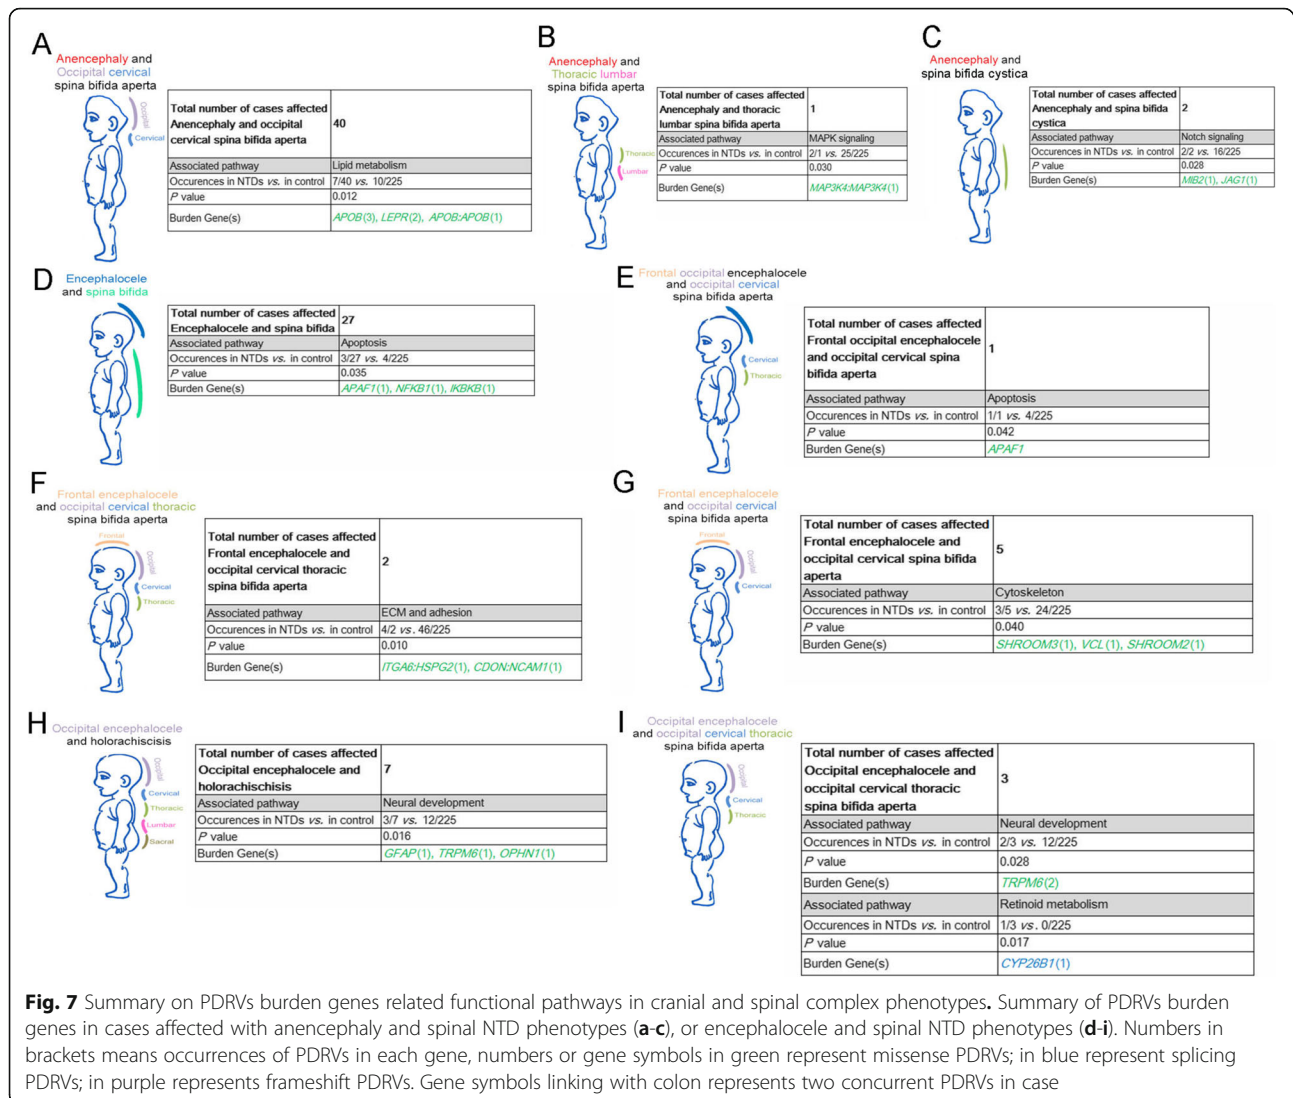 A
Anencephaly and
Occipital cervical
spina bifida aperta
Occipital
Cervical
Total number of cases affected
Anencephaly and occipital
cervical spina bifida aperta
40
Associated pathway Lipid metabolism
Occurences in NTDs vs. in control 7/40 vs. 10/225
P value 0.012
Burden Gene(s) APOB(3), LEPR(2), APOB:APOB(1)
B
Anencephaly and
Thoracic lumbar
spina bifida aperta
Thoracic
Lumbar
Total number of cases affected
Anencephaly and thoracic
lumbar spina bifida aperta
1
Associated pathway MAPK signaling
Occurences in NTDs vs. in control 2/1 vs. 25/225
P value 0.030
Burden Gene(s) MAP3K4:MAP3K4(1)
C
Anencephaly and
spina bifida cystica
Total number of cases affected
Anencephaly and spina bifida
cystica
2
Associated pathway Notch signaling
Occurences in NTDs vs. in control 2/2 vs. 16/225
P value 0.028
Burden Gene(s) MIB2(1), JAG1(1)
D
Encephalocele
and spina bifida
Total number of cases affected
Encephalocele and spina bifida
27
Associated pathway Apoptosis
Occurences in NTDs vs. in control 3/27 vs. 4/225
P value 0.035
Burden Gene(s) APAF1(1), NFKB1(1), IKBKB(1)
E
Frontal occipital encephalocele
and occipital cervical
spina bifida aperta
Cervical
Thoracic
Total number of cases affected
Frontal occipital encephalocele
and occipital cervical spina
bifida aperta
1
Associated pathway Apoptosis
Occurences in NTDs vs. in control 1/1 vs. 4/225
P value 0.042
Burden Gene(s) APAF1
F
Frontal encephalocele
and occipital cervical thoracic
spina bifida aperta
Frontal
Occipital
Cervical
Thoracic
Total number of cases affected
Frontal encephalocele and
occipital cervical thoracic
spina bifida aperta
2
Associated pathway ECM and adhesion
Occurences in NTDs vs. in control 4/2 vs. 46/225
P value 0.010
Burden Gene(s) ITGA6:HSPG2(1), CDON:NCAM1(1)
G
Frontal encephalocele
and occipital cervical
spina bifida aperta
Frontal
Occipital
Cervical
Total number of cases affected
Frontal encephalocele and
occipital cervical spina bifida
aperta
5
Associated pathway Cytoskeleton
Occurences in NTDs vs. in control 3/5 vs. 24/225
P value 0.040
Burden Gene(s) SHROOM3(1), VCL(1), SHROOM2(1)
H
Occipital encephalocele
and holorachiscisis
Occipital
Cervical
Thoracic
Lumbar
Sacral
Total number of cases affected
Occipital encephalocele and
holorachischisis
7
Associated pathway Neural development
Occurences in NTDs vs. in control 3/7 vs. 12/225
P value 0.016
Burden Gene(s) GFAP(1), TRPM6(1), OPHN1(1)
I
Occipital encephalocele
and occipital cervical thoracic
spina bifida aperta
Occipital
Cervical
Thoracic
Total number of cases affected
Occipital encephalocele and
occipital cervical thoracic
spina bifida aperta
3
Associated pathway Neural development
Occurences in NTDs vs. in control 2/3 vs. 12/225
P value 0.028
Burden Gene(s) TRPM6(2)
Associated pathway Retinoid metabolism
Occurences in NTDs vs. in control 1/3 vs. 0/225
P value 0.017
Burden Gene(s) CYP26B1(1)
Fig. 7 Summary on PDRVs burden genes related functional pathways in cranial and spinal complex phenotypes. Summary of PDRVs burden
genes in cases affected with anencephaly and spinal NTD phenotypes (a-c), or encephalocele and spinal NTD phenotypes (d-i). Numbers in
brackets means occurrences of PDRVs in each gene, numbers or gene symbols in green represent missense PDRVs; in blue represent splicing
PDRVs; in purple represents frameshift PDRVs. Gene symbols linking with colon represents two concurrent PDRVs in case